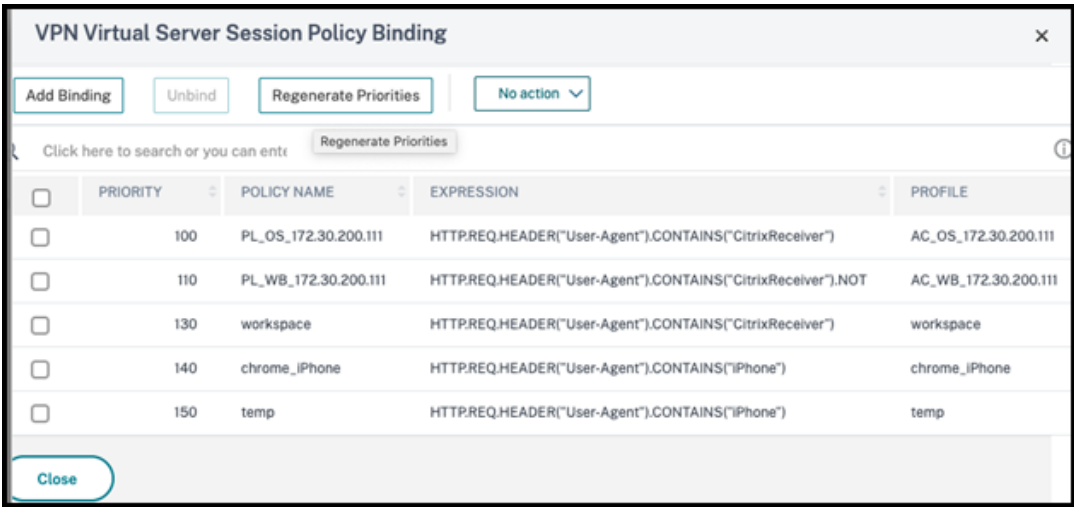 VPN Virtual Server Session Policy Binding
Add Binding Unbind Regenerate Priorities No action
Click here to search or you can ente Regenerate Priorities
PRIORITY POLICY NAME EXPRESSION PROFILE
100 PL_OS_172.30.200.111 HTTP.REQ.HEADER("User-Agent").CONTAINS("CitrixReceiver") AC_OS_172.30.200.111
110 PL_WB_172.30.200.111 HTTP.REQ.HEADER("User-Agent").CONTAINS("CitrixReceiver").NOT AC_WB_172.30.200.111
130 workspace HTTP.REQ.HEADER("User-Agent").CONTAINS("CitrixReceiver") workspace
140 chrome_iPhone HTTP.REQ.HEADER("User-Agent").CONTAINS("iPhone") chrome_iPhone
150 temp HTTP.REQ.HEADER("User-Agent").CONTAINS("iPhone") temp
Close